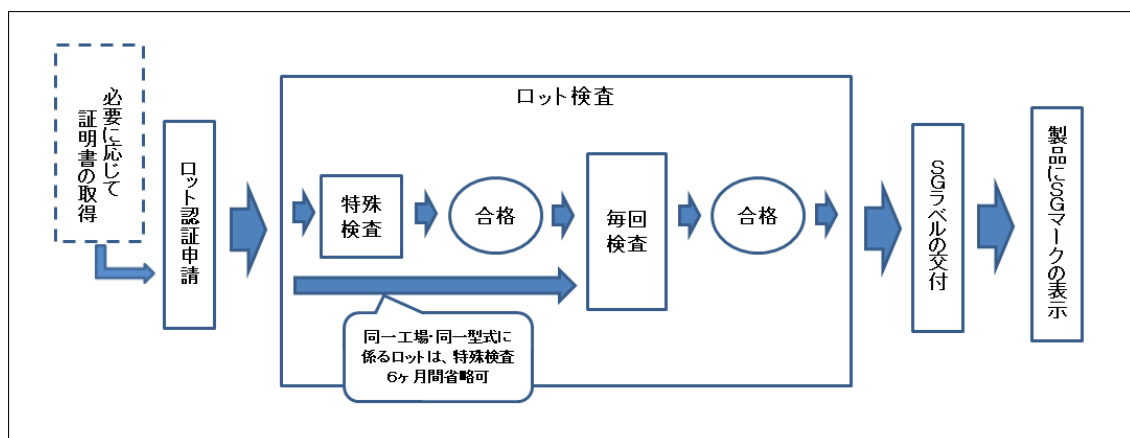 必要に応じて
証明書の取得
ロット認証申請
ロット検査
特殊
検査
合格
毎回
検査
合格
同一工場・同一型式に
係るロットは、特殊検査
6ヶ月間省略可
SGラベルの交付
製品にSGマークの表示